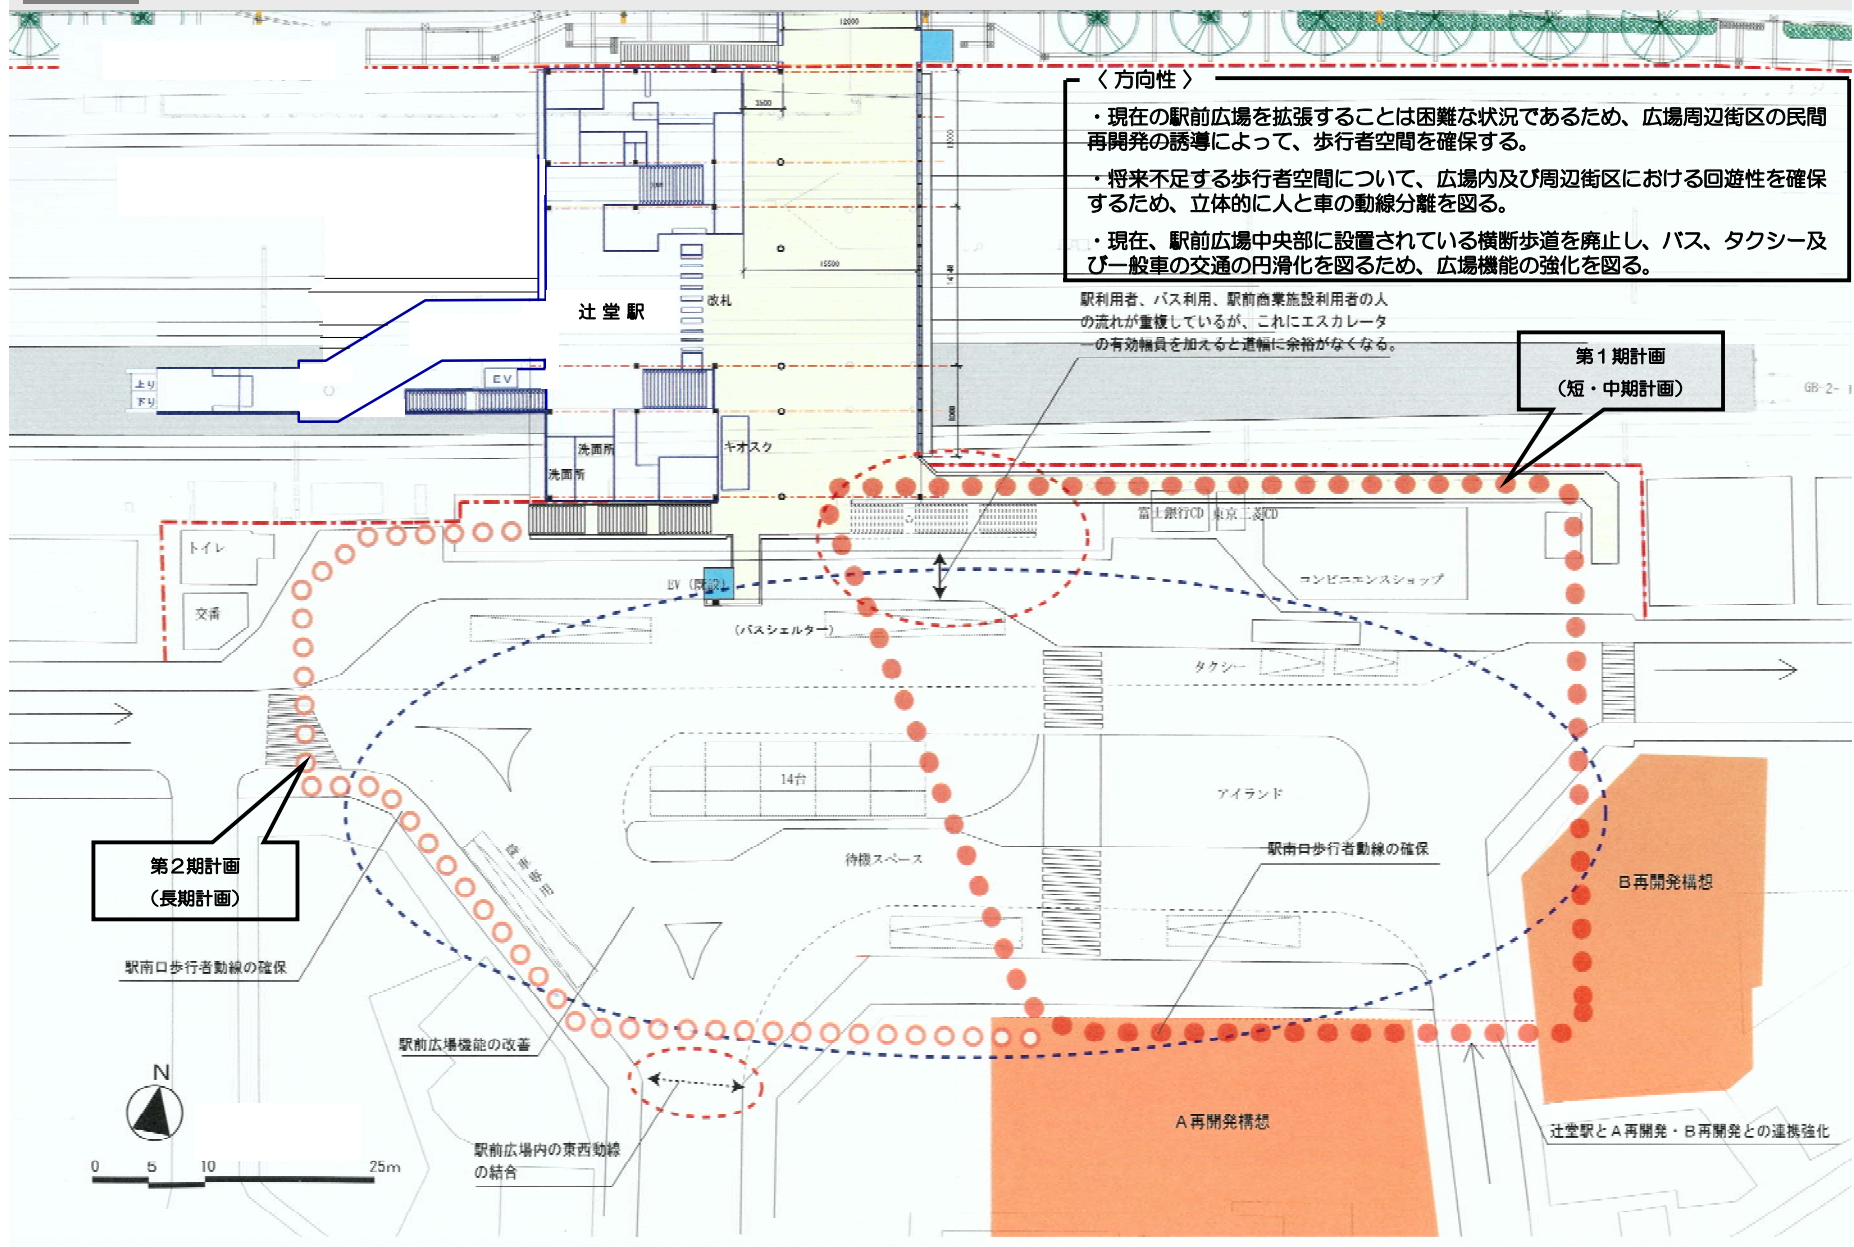 12000
〈 方向性 〉
・現在の駅前広場を拡張することは困難な状況であるため、広場周辺街区の民間
再開発の誘導によって、歩行者空間を確保する。
・将来不足する歩行者空間について、広場内及び周辺街区における回遊性を確保
するため、立体的に人と車の動線分離を図る。
・現在、駅前広場中央部に設置されている横断歩道を廃止し、バス、タクシー及
び一般車の交通の円滑化を図るため、広場機能の強化を図る。
15500
辻 堂 駅
改札
駅利用者、バス利用、駅前商業施設利用者の人
の流れが重複しているが、これにエスカレータ
ーの有効幅員を加えると道幅に余裕がなくなる。
第1期計画
（短・中期計画）
上り
下り
EV
GB-2-
キオスク
洗面所
洗面所
富士銀行CD
東京三菱CD
トイレ
交番
EV（既設）
コンビニエンスショップ
（バスシェルター）
タクシー
14台
アイランド
待機スペース
駅南口歩行者動線の確保
第2期計画
（長期計画）
B再開発構想
駅南口歩行者動線の確保
駅前広場機能の改善
A再開発構想
辻堂駅とA再開発・B再開発との連携強化
駅前広場内の東西動線
の結合
N
0 5 10 25m